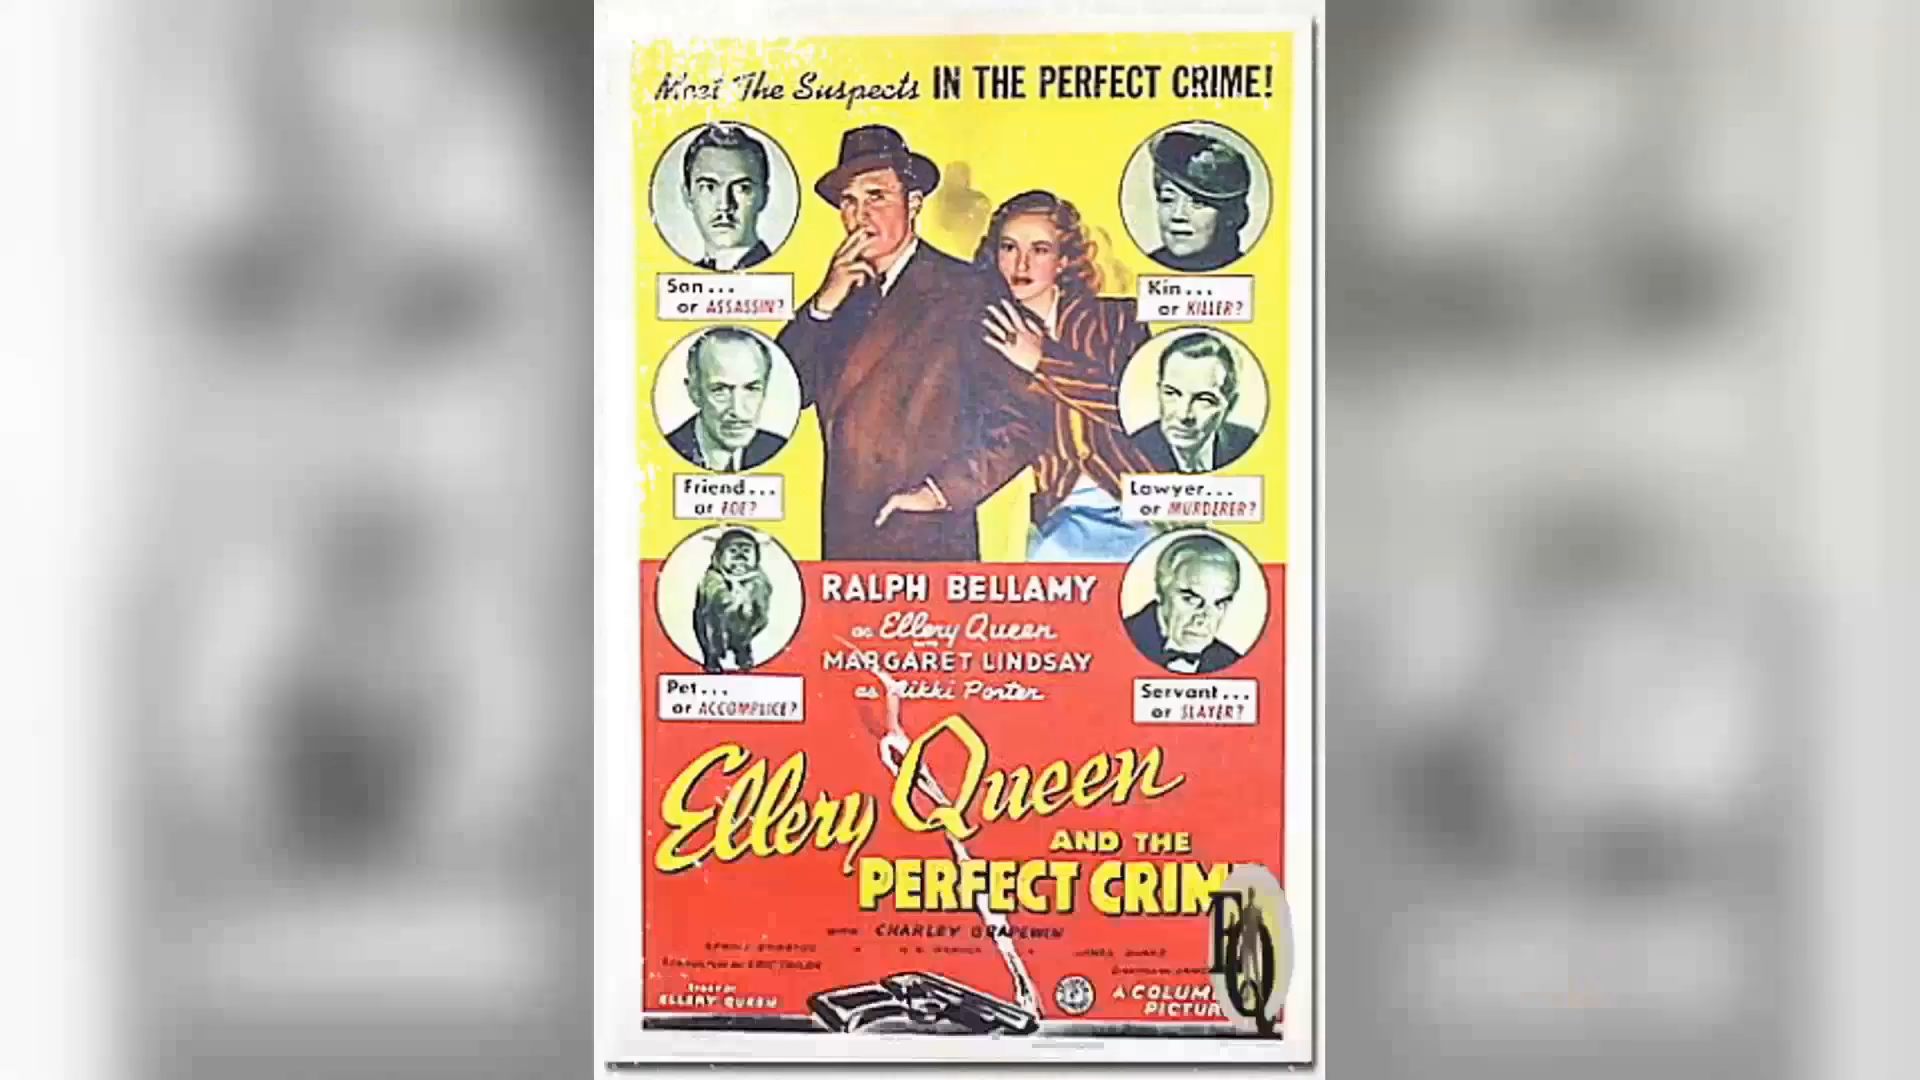 Meet The Suspects IN THE PERFECT CRIME!
Son...
or ASSASSIN?
Kin...
or KILLER?
Friend...
or FOE?
Lawyer...
or MURDERER?
Pet...
or ACCOMPLICE?
Servant...
or SLAYER?
RALPH BELLAMY
as Ellery Queen
MARGARET LINDSAY
as Nikki Porter
Ellery Queen
AND THE
PERFECT CRIM
with CHARLEY GRAPEWIN
ELLERY QUEEN
A COLUM
PICTUR
EQ